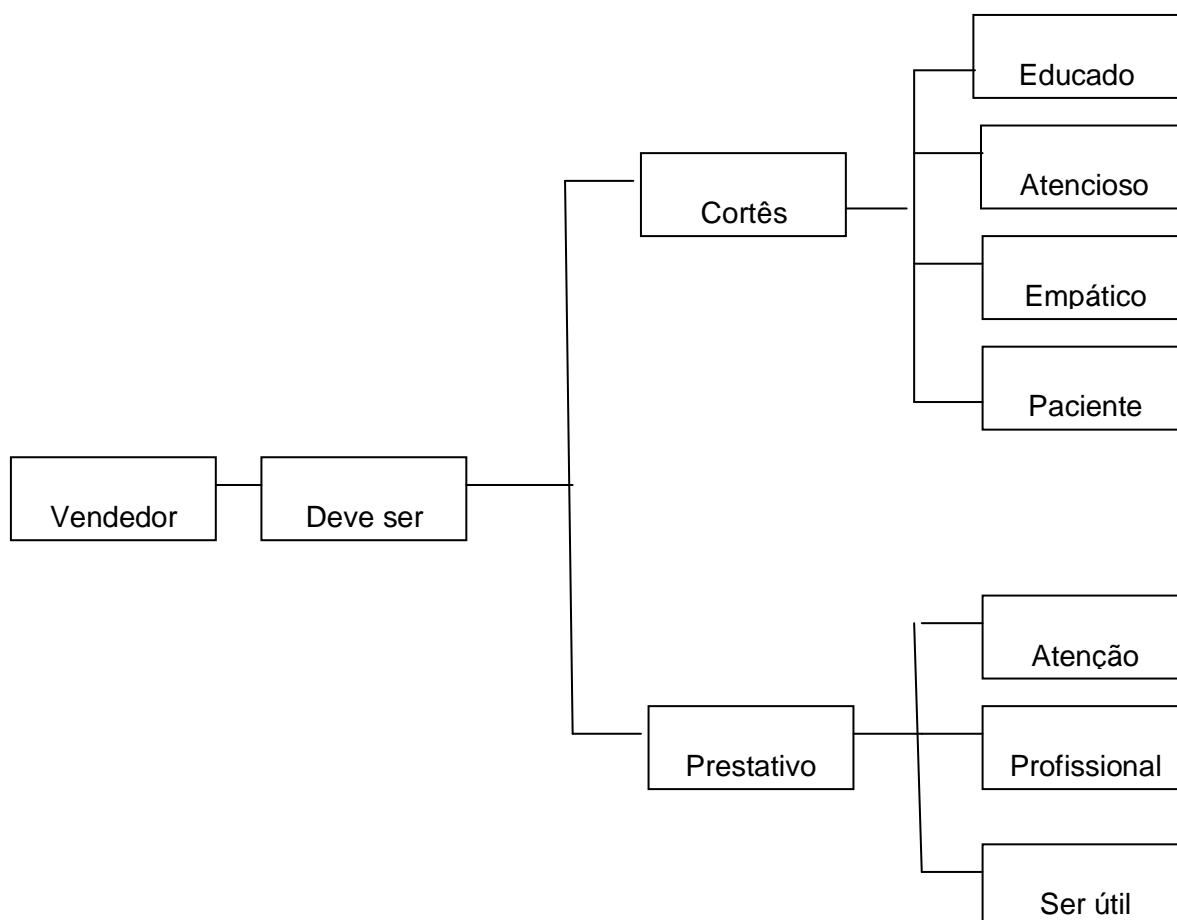 Educado
Atencioso
Cortês
Empático
Paciente
Vendedor
Deve ser
Atenção
Profissional
Prestativo
Ser útil